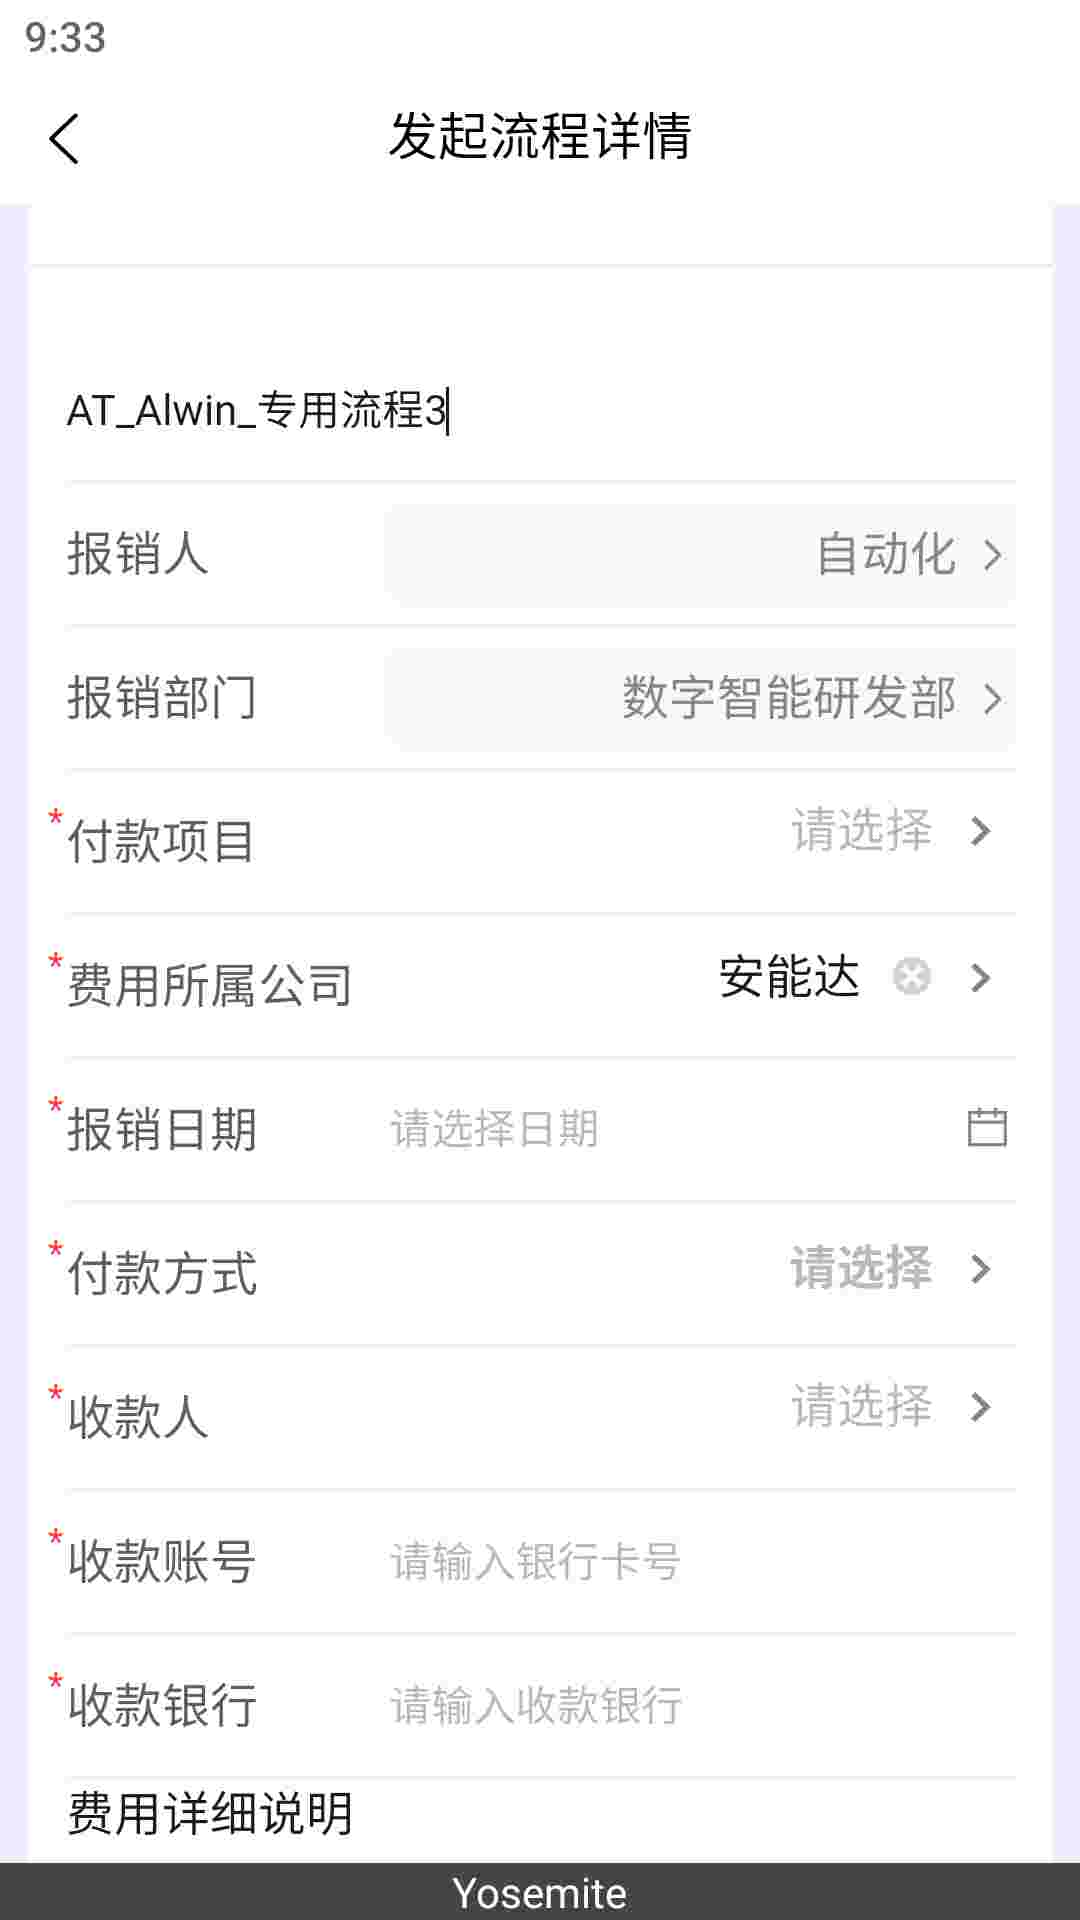 9:33
发起流程详情
AT_Alwin_专用流程3
报销人 自动化
报销部门 数字智能研发部
*付款项目 请选择
*费用所属公司 安能达
*报销日期 请选择日期
*付款方式 请选择
*收款人 请选择
*收款账号 请输入银行卡号
*收款银行 请输入收款银行
费用详细说明
Yosemite